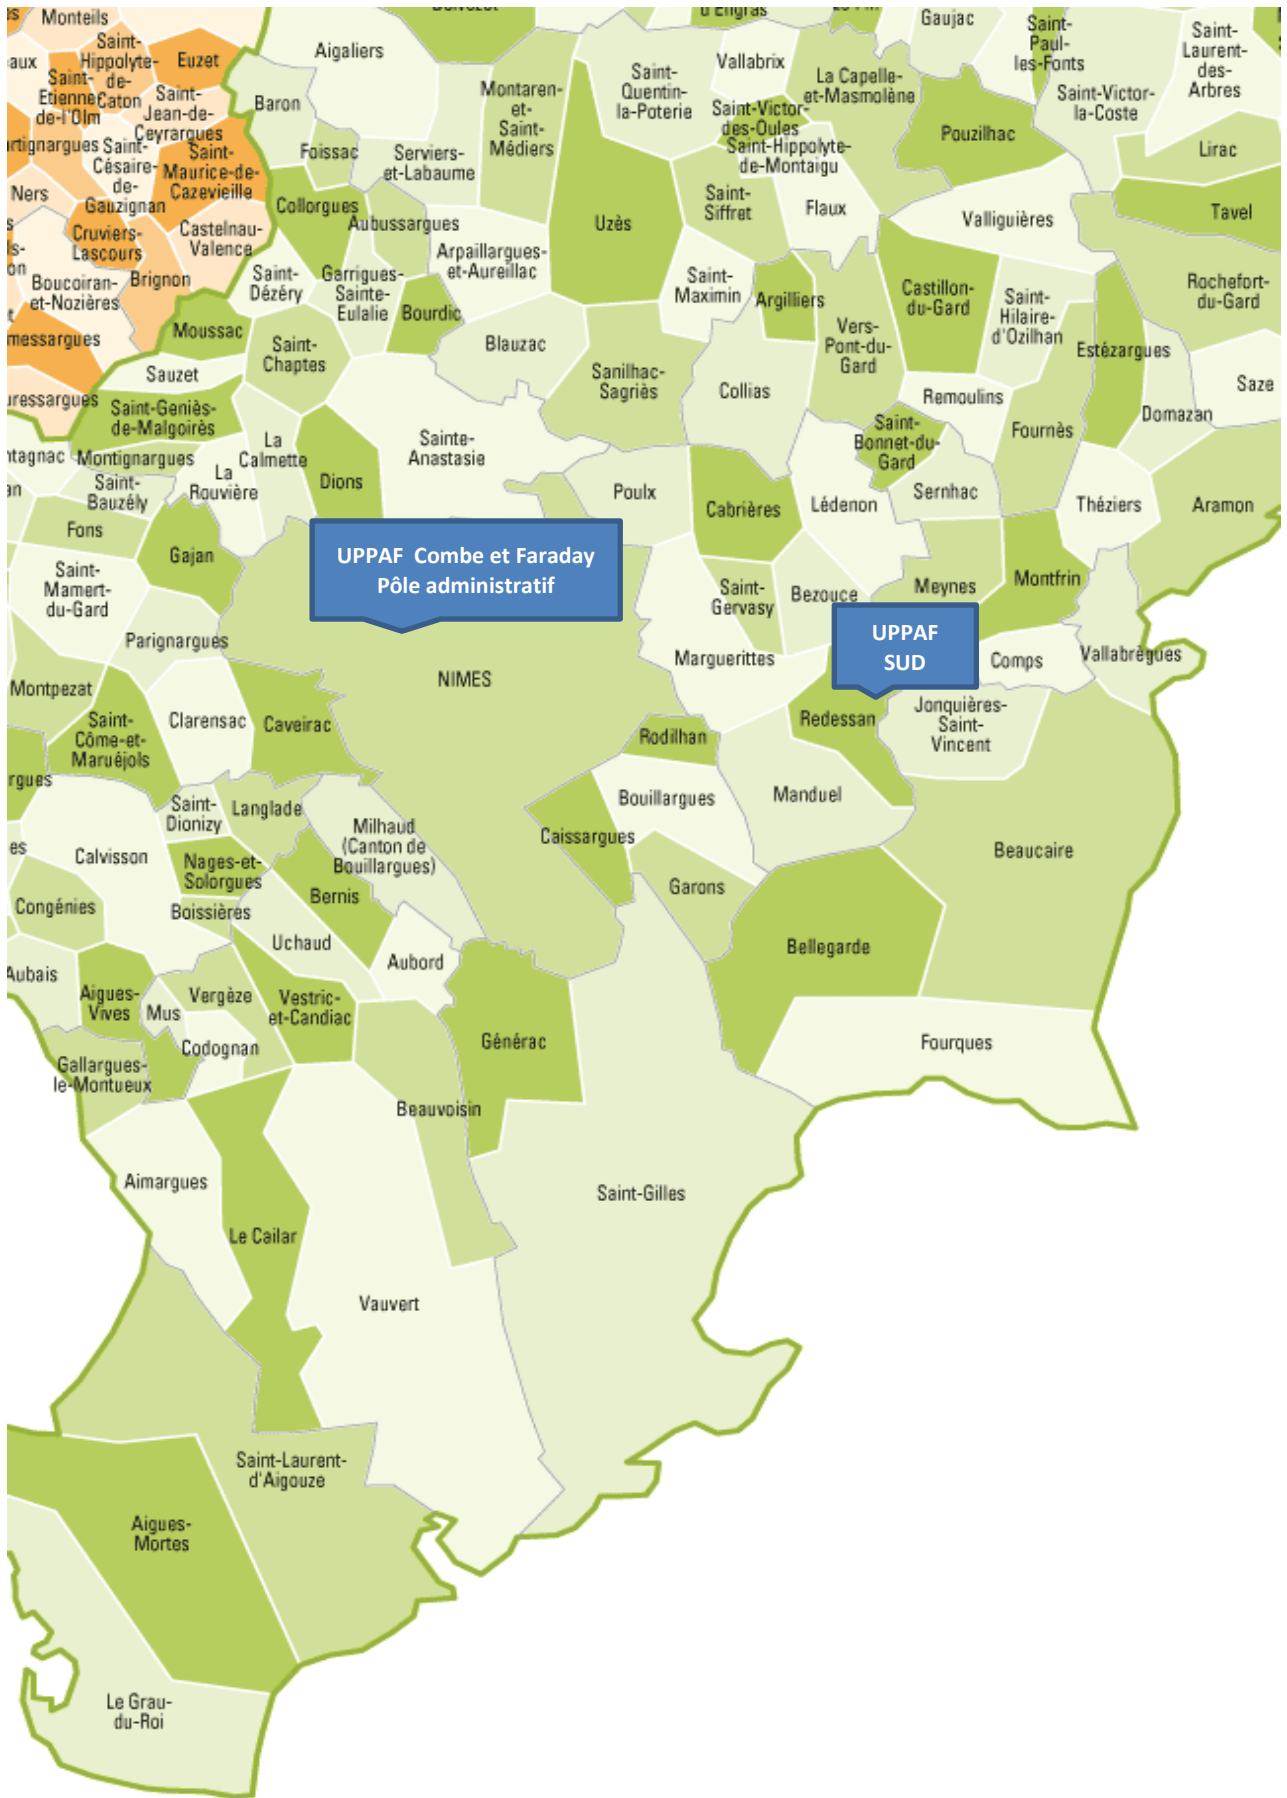 Monteils
Saint-
Hippolyte-
de-
Caton
Euzet
aux
Saint-
Etienne
de-l'Olm
Saint-
Jean-de-
Ceyrargues
artignargues
Saint-
Césaire-
de-
Gauzignan
Saint-
Maurice-de-
Cazevieille
Ners
Cruviers-
Lascours
Castelnau-
Valence
Boucoiran-
et-Nozières
Brignon
messargues
uressargues
Aigaliers
Baron
Foissac
Serviers-
et-Labaume
Montaren-
et-
Saint-
Médiers
Saint-
Quentin-
la-Poterie
Vallabrix
d'Engras
La Capelle-
et-Masmolène
Gaujac
Saint-
Paul-
les-Fonts
Saint-
Laurent-
des-
Arbres
Saint-Victor-
la-Coste
Saint-Victor-
des-Oules
Saint-Hippolyte-
de-Montaigu
Pouzilhac
Lirac
Tavel
Collorgues
Aubussargues
Uzès
Saint-
Siffret
Flaux
Valliguières
Arpaillargues-
et-Aureillac
Saint-
Dézéry
Garrigues-
Sainte-
Eulalie
Bourdic
Saint-
Maximin
Argilliers
Castillon-
du-Gard
Saint-
Hilaire-
d'Ozilhan
Rochefort-
du-Gard
Moussac
Saint-
Chaptes
Blauzac
Vers-
Pont-du-
Gard
Estézargues
Sauzet
Sanilhac-
Sagriès
Collias
Remoulins
Saze
Domazan
Saint-Geniès-
de-Malgoirès
La
Calmette
Sainte-
Anastasie
Saint-
Bonnet-du-
Gard
Fournès
ntagnac
Montignargues
La
Rouvière
Dions
Poulx
Cabrières
Lédenon
Sernhac
Théziers
Aramon
an
Saint-
Bauzély
Fons
Gajan
UPPAF Combe et Faraday
Pôle administratif
Saint-
Mamert-
du-Gard
Saint-
Gervasy
Bezouce
Meynes
Montfrin
Parignargues
UPPAF
SUD
Marguerittes
Comps
Vallabrègues
NIMES
Montpezat
Saint-
Côme-et-
Maruéjols
Clarensac
Caveirac
Rodilhan
Redessan
Jonquières-
Saint-
Vincent
rgues
Saint-
Dionizy
Langlade
Milhaud
(Canton de
Bouillargues)
Bouillargues
Manduel
Caissargues
Beaucaire
es
Calvisson
Nages-et-
Solorgues
Bernis
Garons
Congénies
Boissières
Uchaud
Aubord
Bellegarde
Aubais
Aigues-
Vives
Mus
Vergèze
Vestric-
et-Candiac
Générac
Fourques
Codognan
Gallargues-
le-Montueux
Beauvoisin
Aimargues
Saint-Gilles
Le Cailar
Vauvert
Saint-Laurent-
d'Aigouze
Aigues-
Mortes
Le Grau-
du-Roi